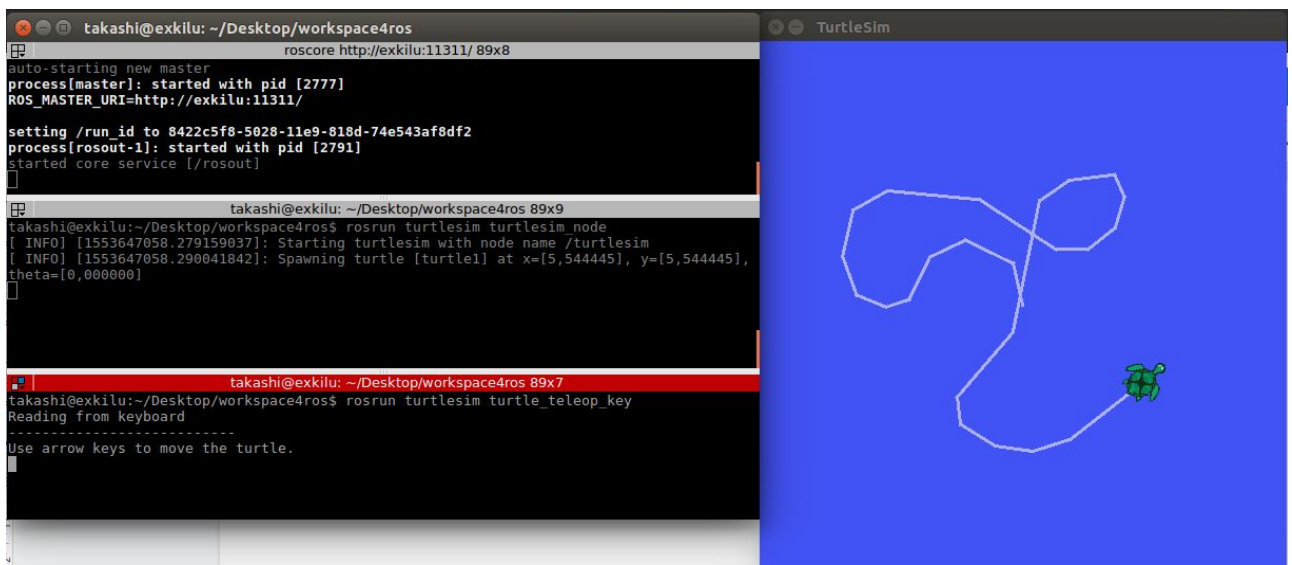 takashi@exkilu: ~/Desktop/workspace4ros
roscore http://exkilu:11311/ 89x8
auto-starting new master
process[master]: started with pid [2777]
ROS_MASTER_URI=http://exkilu:11311/
setting /run_id to 8422c5f8-5028-11e9-818d-74e543af8df2
process[rosout-1]: started with pid [2791]
started core service [/rosout]
takashi@exkilu: ~/Desktop/workspace4ros 89x9
takashi@exkilu:~/Desktop/workspace4ros$ rosrun turtlesim turtlesim_node
[ INFO] [1553647058.279159037]: Starting turtlesim with node name /turtlesim
[ INFO] [1553647058.290041842]: Spawning turtle [turtle1] at x=[5,544445], y=[5,544445],
theta=[0,000000]
takashi@exkilu: ~/Desktop/workspace4ros 89x7
takashi@exkilu:~/Desktop/workspace4ros$ rosrun turtlesim turtle_teleop_key
Reading from keyboard
---------------------------
Use arrow keys to move the turtle.
TurtleSim